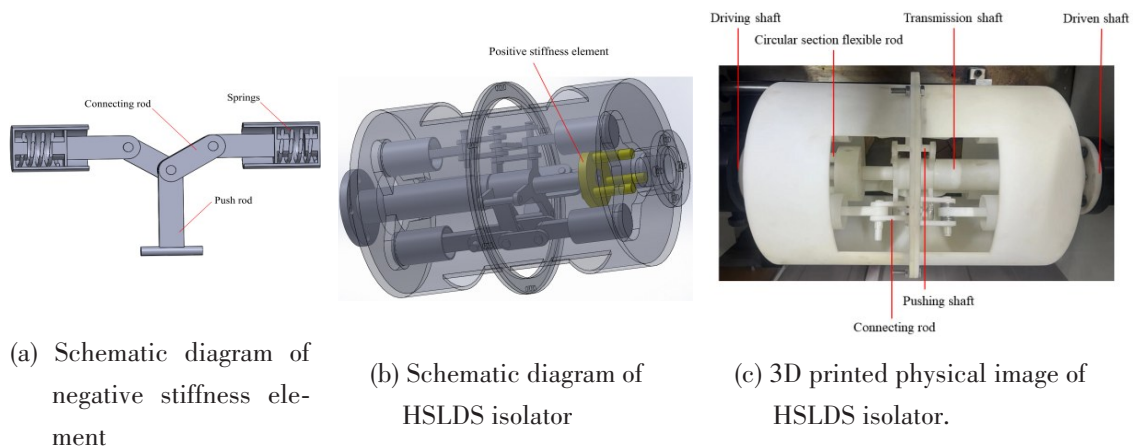 Connecting rod
Springs
Push rod
(a) Schematic diagram of
negative stiffness ele-
ment
Positive stiffness element
(b) Schematic diagram of
HSLDS isolator
Driving shaft
Transmission shaft
Driven shaft
Circular section flexible rod
Pushing shaft
Connecting rod
(c) 3D printed physical image of
HSLDS isolator.